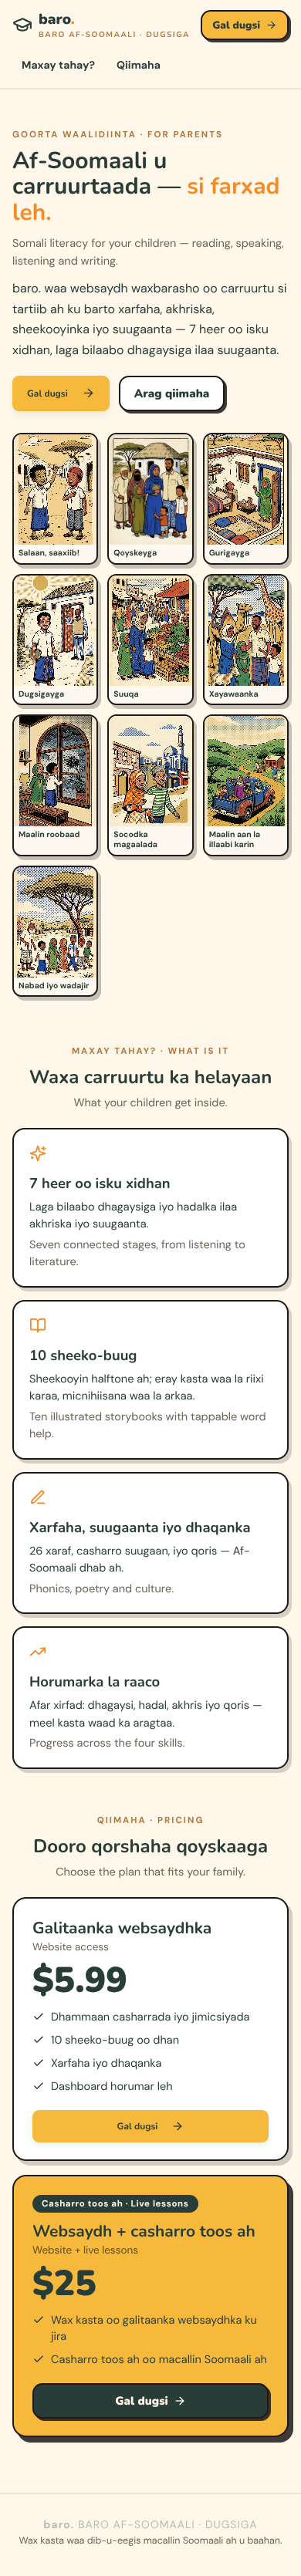 baro.
BARO AF-SOOMAALI · DUGSIGA
Gal dugsi
Maxay tahay?
Qiimaha
GOORTA WAALIDIINTA · FOR PARENTS
Af-Soomaali u
carruurtaada — si farxad
leh.
Somali literacy for your children — reading, speaking,
listening and writing.
baro. waa websaydh waxbarasho oo carruurtu si
tartiib ah ku barto xarfaha, akhriska,
sheekooyinka iyo suugaanta — 7 heer oo isku
xidhan, laga bilaabo dhagaysiga ilaa suugaanta.
Gal dugsi
Arag qiimaha
Salaan, saaxiib!
Qoyskeyga
Gurigayga
Dugsigayga
Suuqa
Xayawaanka
Maalin roobaad
Socodka
magaalada
Maalin aan la
illaabi karin
Nabad iyo wadajir
MAXAY TAHAY? · WHAT IS IT
Waxa carruurtu ka helayaan
What your children get inside.
7 heer oo isku xidhan
Laga bilaabo dhagaysiga iyo hadalka ilaa
akhriska iyo suugaanta.
Seven connected stages, from listening to
literature.
10 sheeko-buug
Sheekooyin halftone ah; eray kasta waa la riixi
karaa, micnihiisana waa la arkaa.
Ten illustrated storybooks with tappable word
help.
Xarfaha, suugaanta iyo dhaqanka
26 xaraf, casharro suugaan, iyo qoris — Af-
Soomaali dhab ah.
Phonics, poetry and culture.
Horumarka la raaco
Afar xirfad: dhagaysi, hadal, akhris iyo qoris —
meel kasta waad ka aragtaa.
Progress across the four skills.
QIIMAHA · PRICING
Dooro qorshaha qoyskaaga
Choose the plan that fits your family.
Galitaanka websaydhka
Website access
$5.99
Dhammaan casharrada iyo jimicsiyada
10 sheeko-buug oo dhan
Xarfaha iyo dhaqanka
Dashboard horumar leh
Gal dugsi
Casharro toos ah · Live lessons
Websaydh + casharro toos ah
Website + live lessons
$25
Wax kasta oo galitaanka websaydhka ku
jira
Casharro toos ah oo macallin Soomaali ah
Gal dugsi
baro. BARO AF-SOOMAALI · DUGSIGA
Wax kasta waa dib-u-eegis macallin Soomaali ah u baahan.